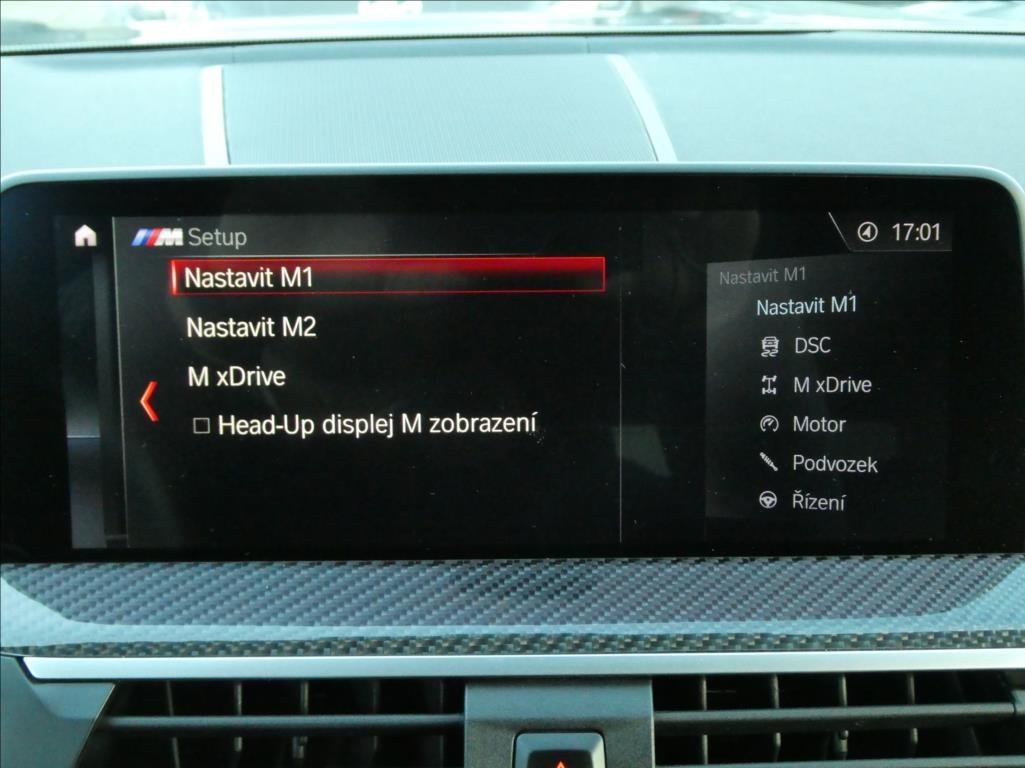 M Setup
17:01
Nastavit M1
Nastavit M2
M xDrive
Head-Up displej M zobrazení
Nastavit M1
Nastavit M1
DSC
M xDrive
Motor
Podvozek
Řízení